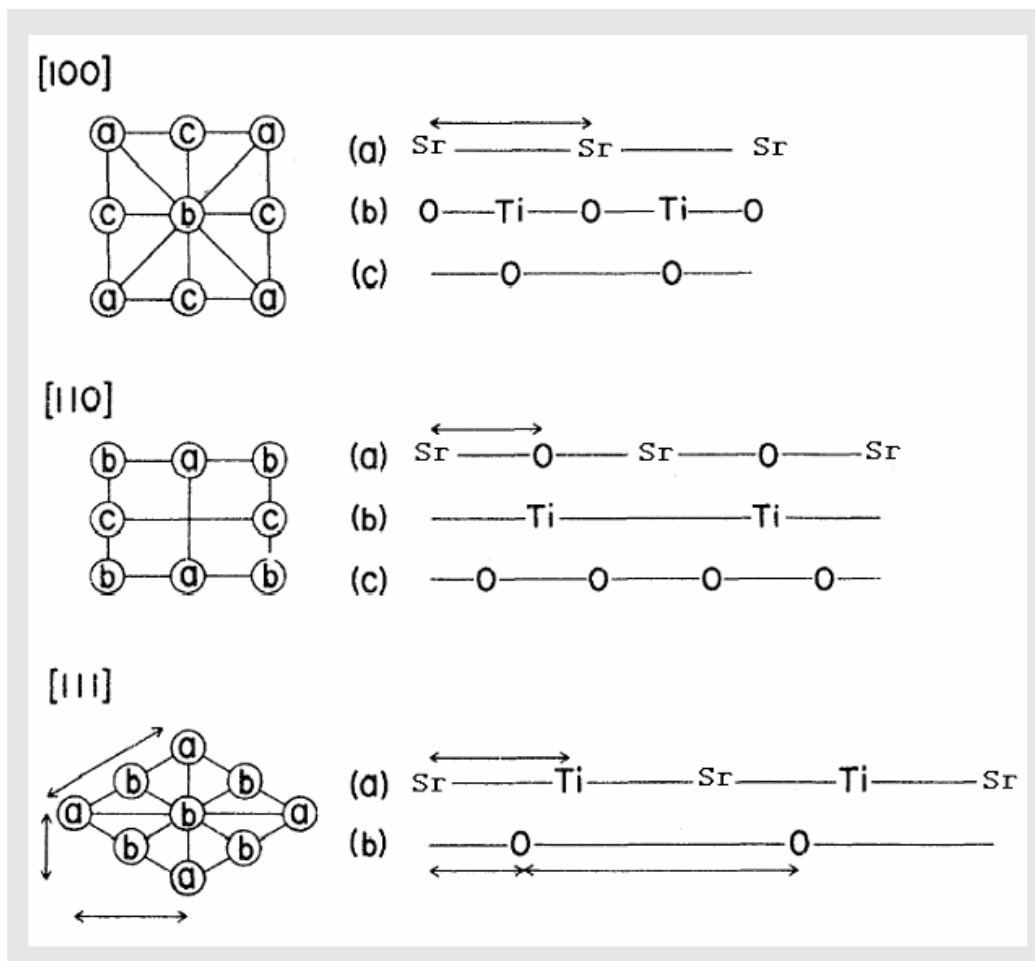 [100]
a c a
c b c
a c a
(a) Sr Sr Sr
(b) O Ti O Ti O
(c) O O
[110]
b a b
c c
b a b
(a) Sr O Sr O Sr
(b) Ti Ti
(c) O O O O
[111]
a
b b
a b a
b b
a
(a) Sr Ti Sr Ti Sr
(b) O O